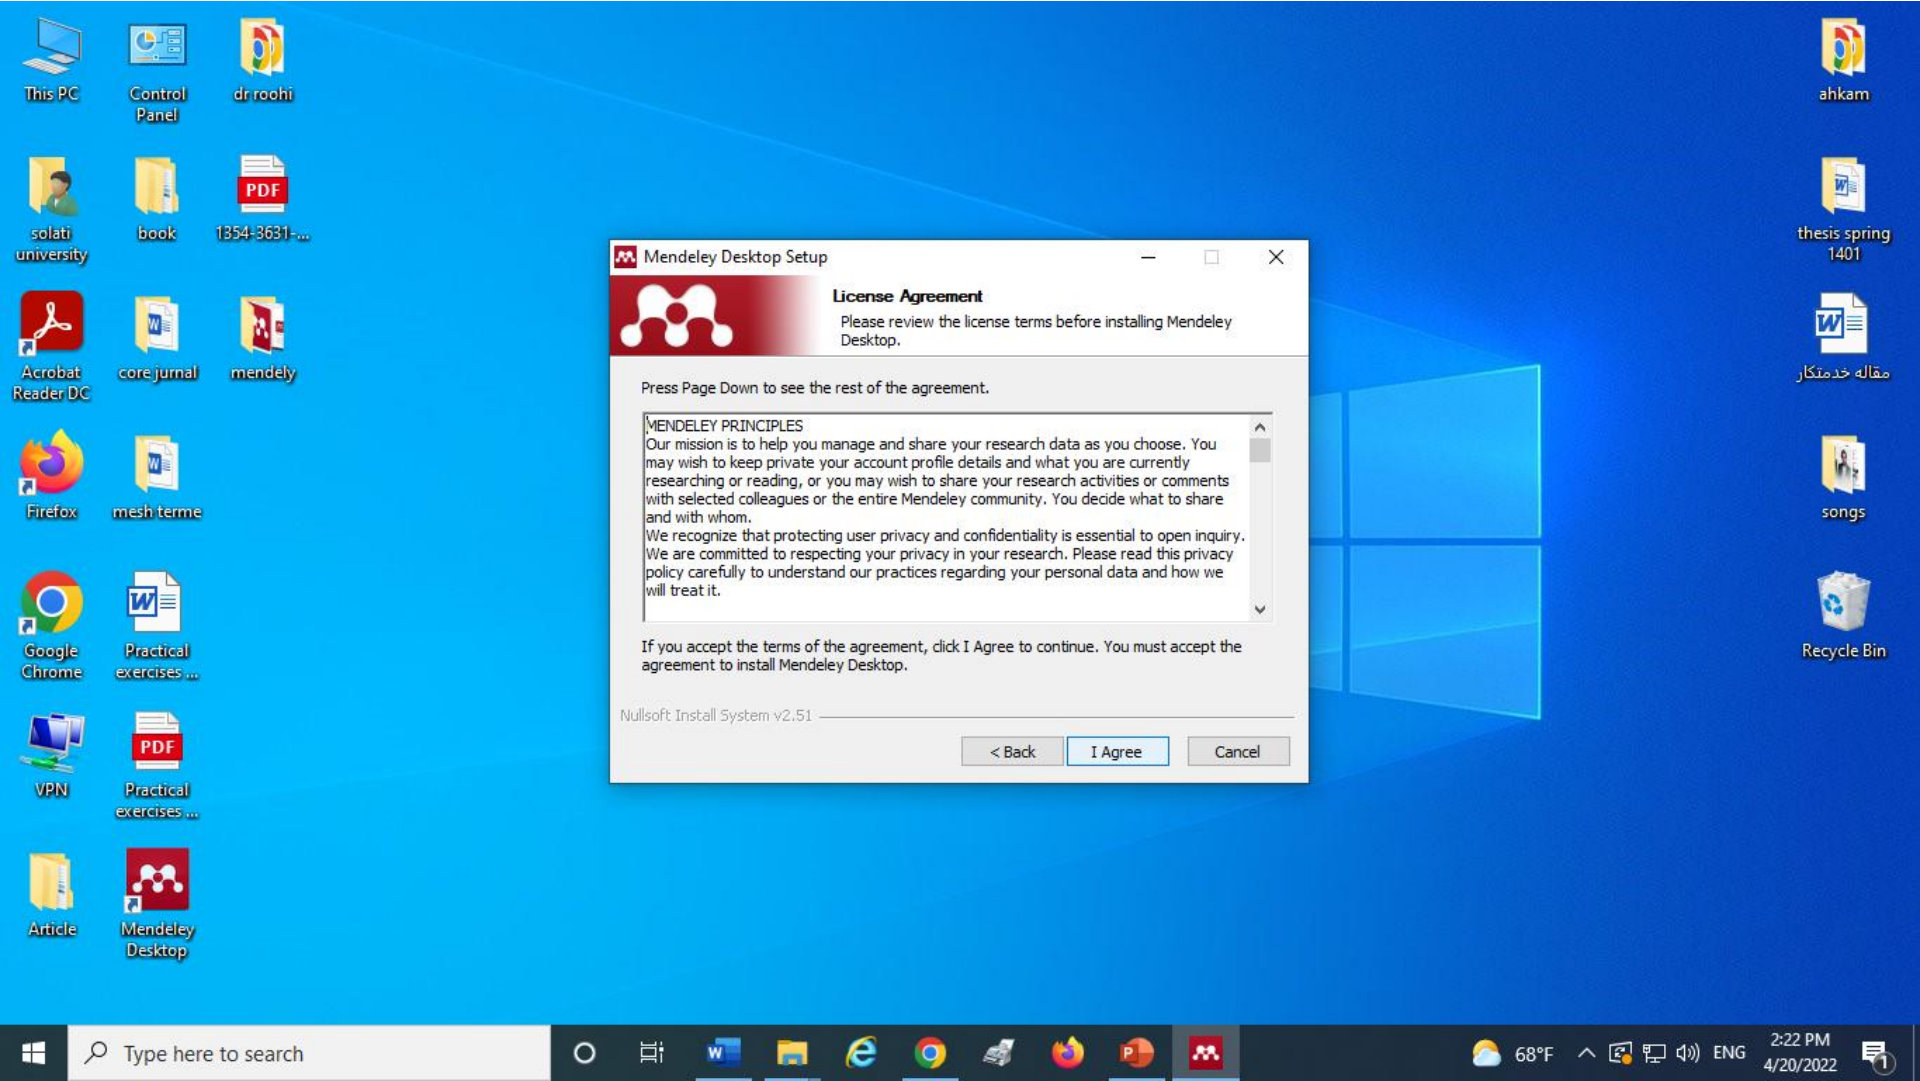 This PC
Control
Panel
dr roohi
ahkam
solati
university
book
PDF
1354-3631-...
thesis spring
1401
Acrobat
Reader DC
core jurnal
mendely
مقاله خدمتکار
Firefox
mesh terme
songs
Google
Chrome
Practical
exercises ...
Recycle Bin
VPN
PDF
Practical
exercises ...
Article
Mendeley
Desktop
Mendeley Desktop Setup
License Agreement
Please review the license terms before installing Mendeley
Desktop.
Press Page Down to see the rest of the agreement.
MENDELEY PRINCIPLES
Our mission is to help you manage and share your research data as you choose. You
may wish to keep private your account profile details and what you are currently
researching or reading, or you may wish to share your research activities or comments
with selected colleagues or the entire Mendeley community. You decide what to share
and with whom.
We recognize that protecting user privacy and confidentiality is essential to open inquiry.
We are committed to respecting your privacy in your research. Please read this privacy
policy carefully to understand our practices regarding your personal data and how we
will treat it.
If you accept the terms of the agreement, click I Agree to continue. You must accept the
agreement to install Mendeley Desktop.
Nullsoft Install System v2.51
< Back
I Agree
Cancel
Type here to search
68°F
ENG
2:22 PM
4/20/2022
1